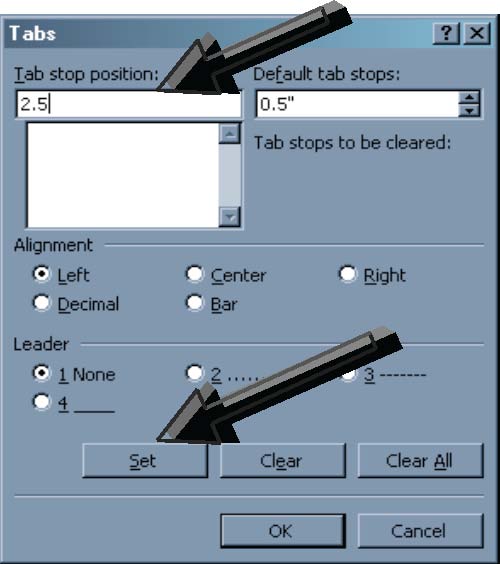 Tabs
Tab stop position: Default tab stops:
2.5 0.5"
Tab stops to be cleared:
Alignment
Left Center Right
Decimal Bar
Leader
1 None 2 ...... 3 -------
4 ____
Set Clear Clear All
OK Cancel